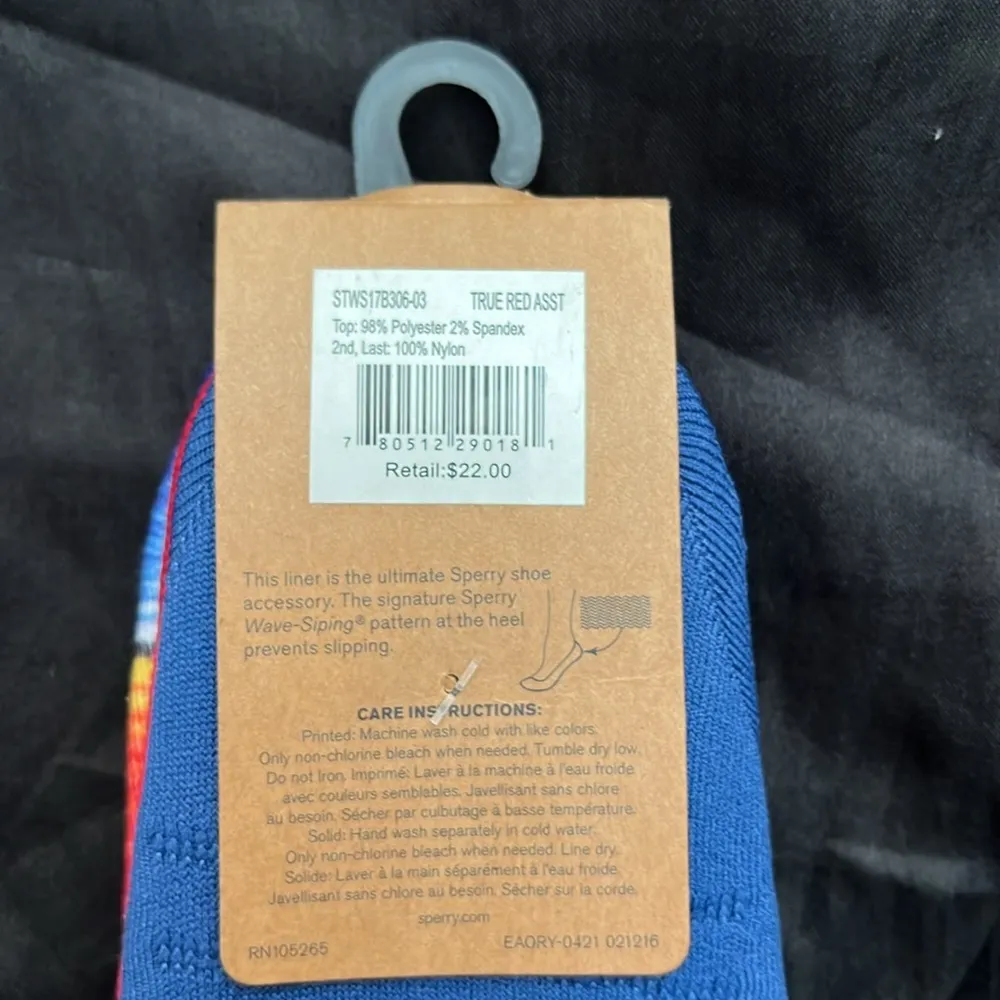 STWS17B306-03 TRUE RED ASST
Top: 98% Polyester 2% Spandex
2nd, Last: 100% Nylon
7 80512 29018 1
Retail:$22.00
This liner is the ultimate Sperry shoe
accessory. The signature Sperry
Wave-Siping® pattern at the heel
prevents slipping.
CARE INSTRUCTIONS:
Printed: Machine wash cold with like colors.
Only non-chlorine bleach when needed. Tumble dry low.
Do not Iron. Imprimé: Laver à la machine à l'eau froide
avec couleurs semblables. Javellisant sans chlore
au besoin. Sécher par culbutage à basse température.
Solid: Hand wash separately in cold water.
Only non-chlorine bleach when needed. Line dry.
Solide: Laver à la main séparément à l'eau froide.
Javellisant sans chlore au besoin. Sécher sur la corde.
sperry.com
RN105265 EAORY-0421 021216